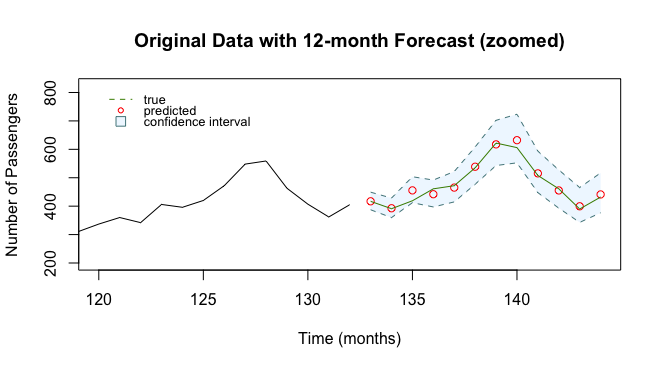 Original Data with 12-month Forecast (zoomed)
Number of Passengers
800
600
400
200
true
predicted
confidence interval
120 125 130 135 140
Time (months)